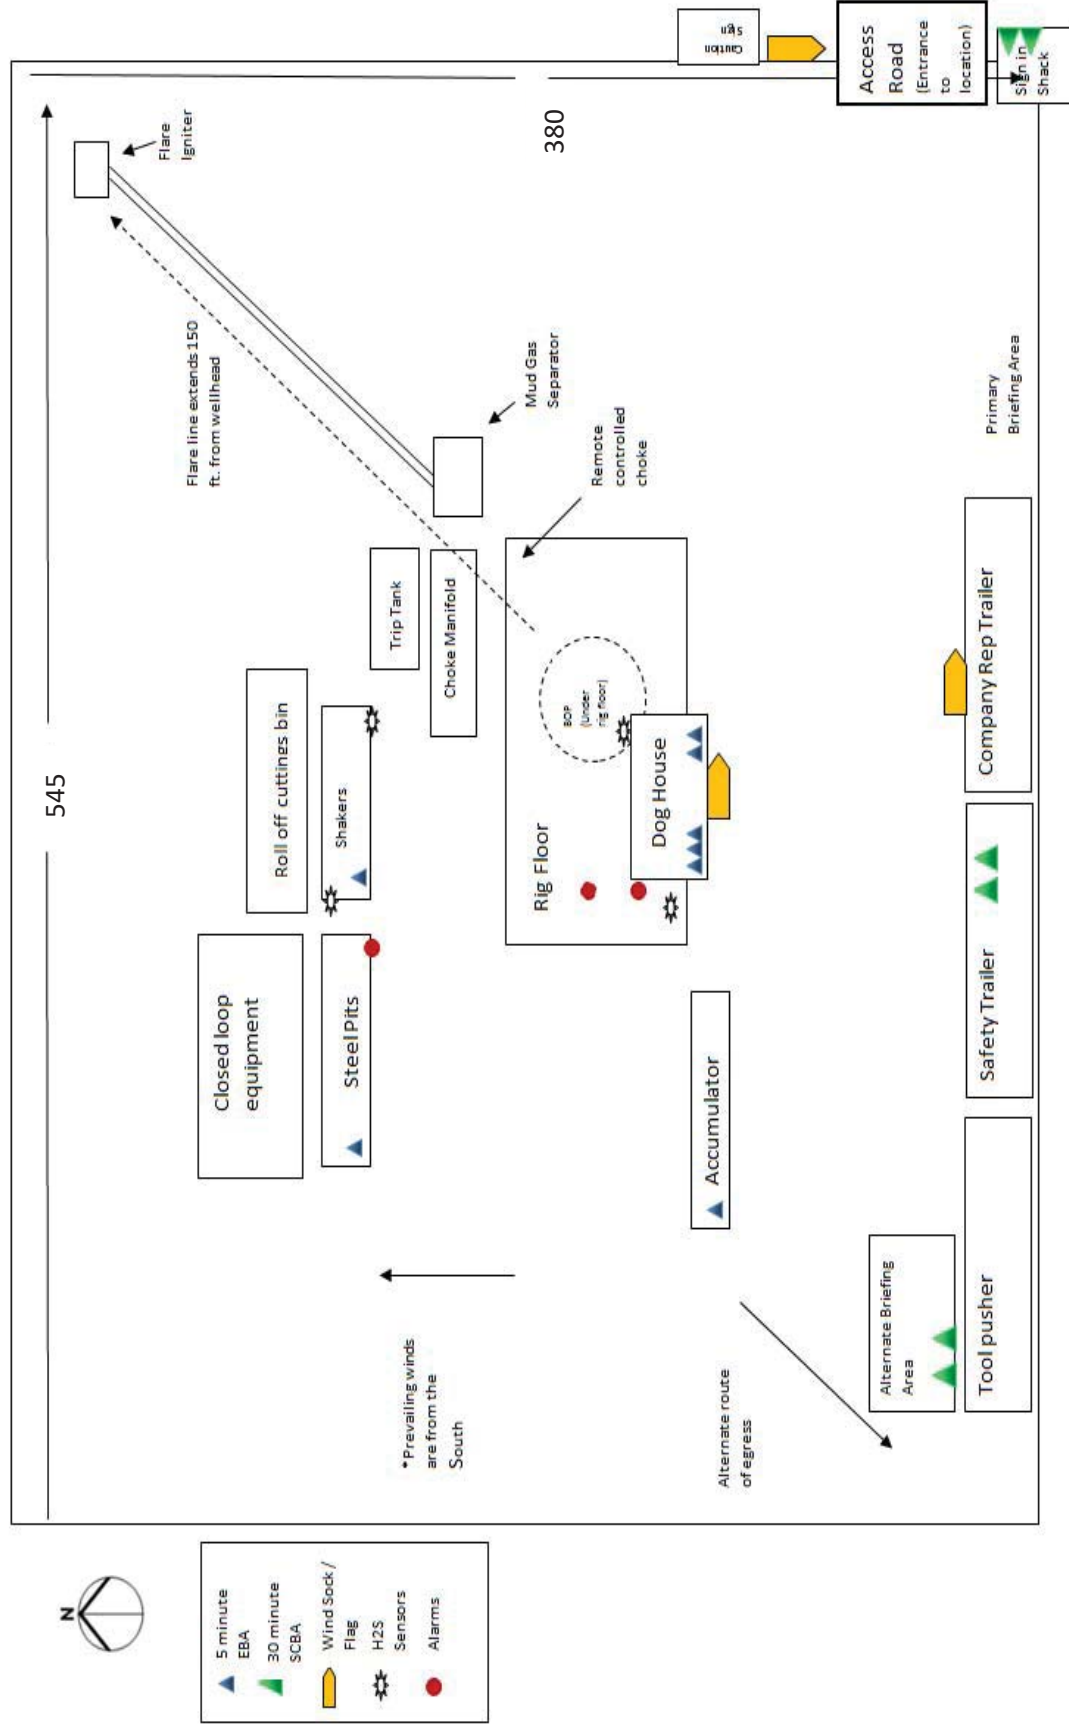 N
5 minute
EBA
30 minute
SCBA
Wind Sock /
Flag
H2S
Sensors
Alarms
545
380
Flare
Igniter
Flare line extends 150
ft. from wellhead
Mud Gas
Separator
Remote
controlled
choke
Trip Tank
Choke Manifold
Roll off cuttings bin
Shakers
Closed loop
equipment
Steel Pits
Rig Floor
BOP
(Under
rig floor)
Dog House
Accumulator
*Prevailing winds
are from the
South
Alternate route
of egress
Alternate Briefing
Area
Tool pusher
Safety Trailer
Company Rep Trailer
Primary
Briefing Area
Caution
sign
Access
Road
(Entrance
to
location)
Sign in
Shack